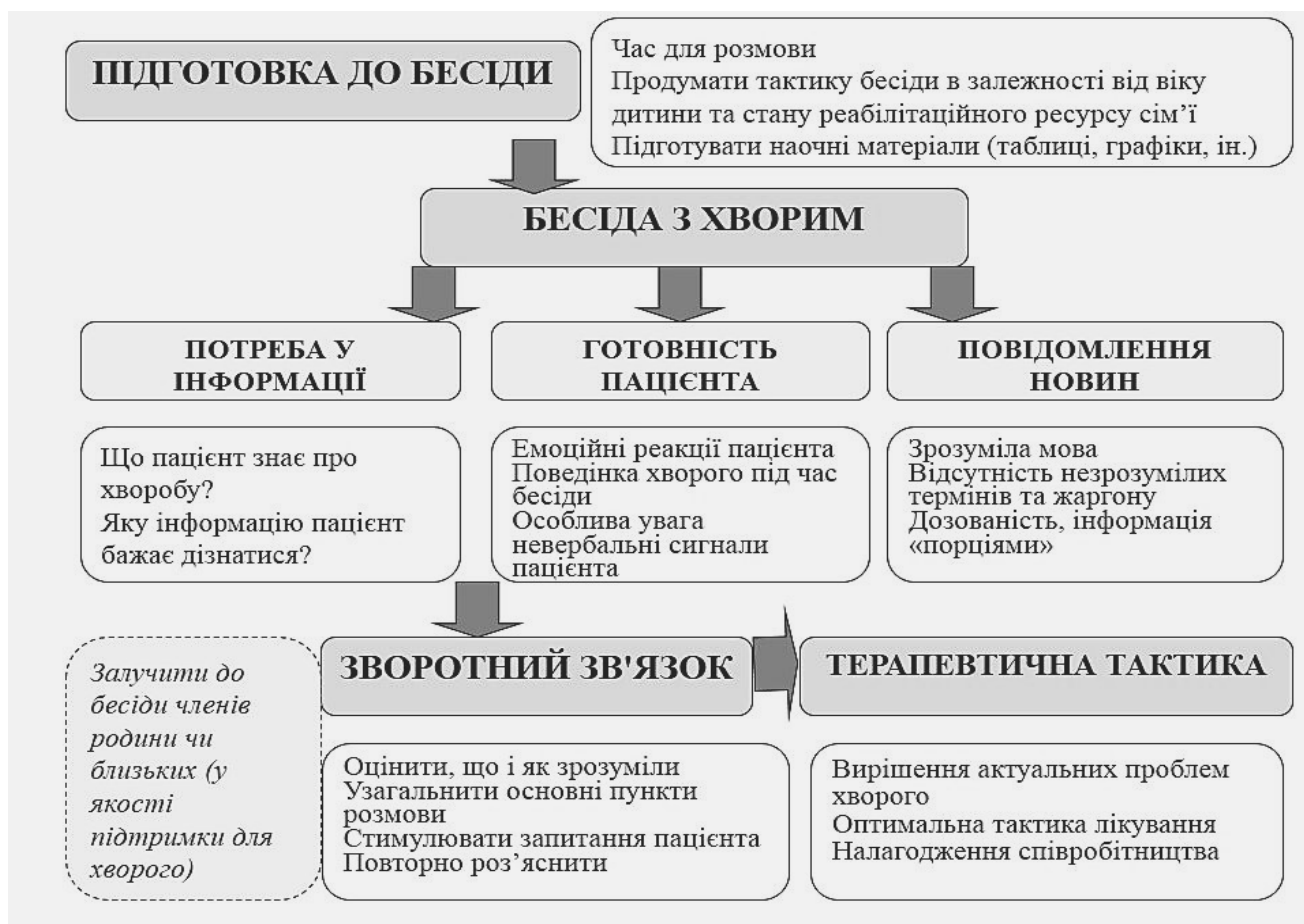 ПІДГОТОВКА ДО БЕСІДИ
Час для розмови
Продумати тактику бесіди в залежності від віку
дитини та стану реабілітаційного ресурсу сім’ї
Підготувати наочні матеріали (таблиці, графіки, ін.)
БЕСІДА З ХВОРИМ
ПОТРЕБА У
ІНФОРМАЦІЇ
Що пацієнт знає про
хворобу?
Яку інформацію пацієнт
бажає дізнатися?
ГОТОВНІСТЬ
ПАЦІЄНТА
Емоційні реакції пацієнта
Поведінка хворого під час
бесіди
Особлива увага
невербальні сигнали
пацієнта
ПОВІДОМЛЕННЯ
НОВИН
Зрозуміла мова
Відсутність незрозумілих
термінів та жаргону
Дозованість, інформація
«порціями»
Залучити до
бесіди членів
родини чи
близьких (у
якості
підтримки для
хворого)
ЗВОРОТНИЙ ЗВ'ЯЗОК
Оцінити, що і як зрозуміли
Узагальнити основні пункти
розмови
Стимулювати запитання пацієнта
Повторно роз’яснити
ТЕРАПЕВТИЧНА ТАКТИКА
Вирішення актуальних проблем
хворого
Оптимальна тактика лікування
Налагодження співробітництва